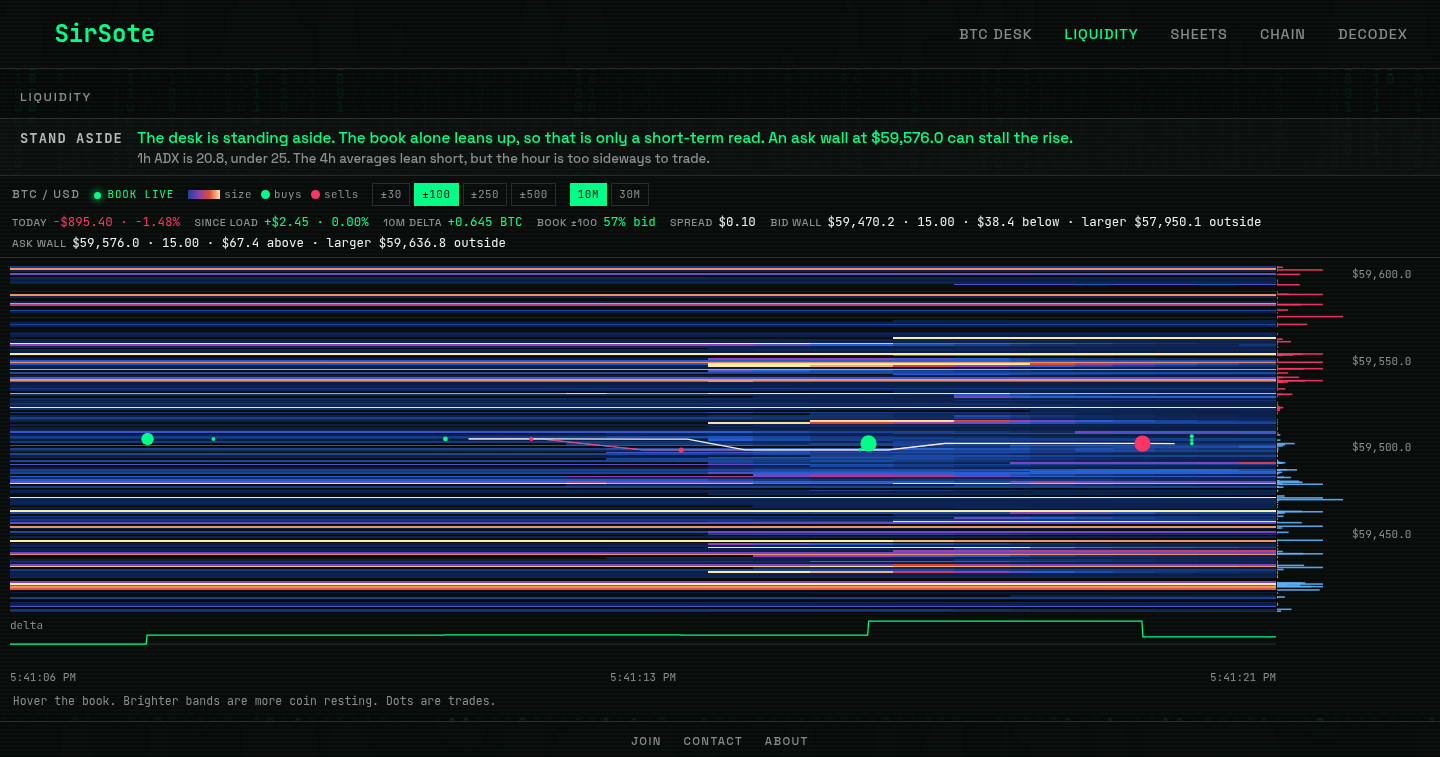 SirSote
BTC DESK LIQUIDITY SHEETS CHAIN DECODEX
LIQUIDITY
STAND ASIDE The desk is standing aside. The book alone leans up, so that is only a short-term read. An ask wall at $59,576.0 can stall the rise.
1h ADX is 20.8, under 25. The 4h averages lean short, but the hour is too sideways to trade.
BTC / USD BOOK LIVE size buys sells ±30 ±100 ±250 ±500 10M 30M
TODAY -$895.40 · -1.48% SINCE LOAD +$2.45 · 0.00% 10M DELTA +0.645 BTC BOOK ±100 57% bid SPREAD $0.10 BID WALL $59,470.2 · 15.00 · $38.4 below · larger $57,950.1 outside
ASK WALL $59,576.0 · 15.00 · $67.4 above · larger $59,636.8 outside
$59,600.0
$59,550.0
$59,500.0
$59,450.0
delta
5:41:06 PM 5:41:13 PM 5:41:21 PM
Hover the book. Brighter bands are more coin resting. Dots are trades.
JOIN CONTACT ABOUT